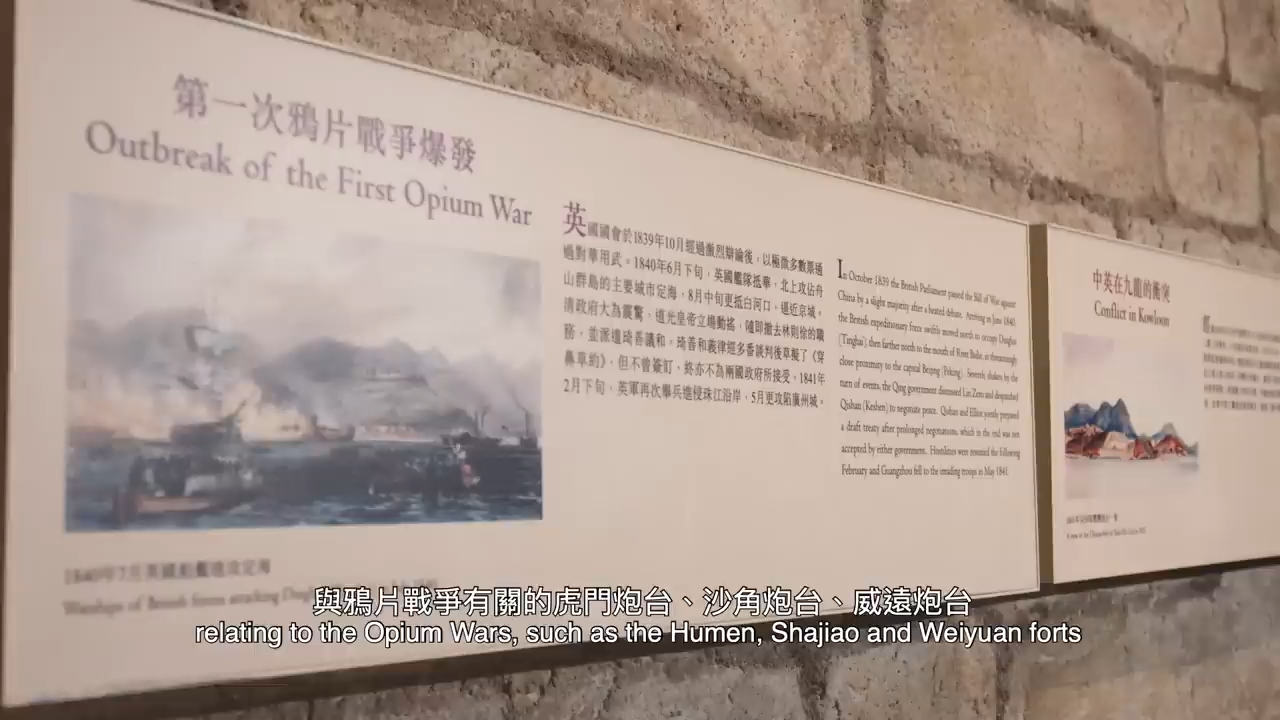 第一次鴉片戰爭爆發
Outbreak of the First Opium War
英國國會於1839年10月經過激烈辯論後，以極微多數票通
過對華用武。1840年6月下旬，英國艦隊抵華，北上攻佔舟
山群島的主要城市定海，8月中旬更抵白河口，逼近京城。
清政府大為震驚，道光皇帝立場動搖，隨即撤去林則徐的職
務，並派遣琦善議和。琦善和義律經多番談判後草擬了《穿
鼻草約》，但不曾簽訂，終亦不為兩國政府所接受，1841年
2月下旬，英軍再次舉兵進侵珠江沿岸，5月更攻陷廣州城。
In October 1839 the British Parliament passed the Bill of War against
China by a slight majority after a heated debate. Arriving in June 1840,
the British expeditionary force swiftly moved north to occupy Dinghai
(Tinghai) then farther north to the mouth of River Baihe, in threateningly
close proximity to the capital Beijing (Peking). Severely shaken by the
turn of events, the Qing government dismissed Lin Zexu and despatched
Qishan (Keshen) to negotiate peace. Qishan and Elliot jointly prepared
a draft treaty after prolonged negotiations, which in the end was not
accepted by either government. Hostilities were resumed the following
February and Guangzhou fell to the invading troops in May 1841.
1840年7月英國船艦進攻定海
Warships of British forces attacking
中英在九龍的衝突
Conflict in Kowloon
與鴉片戰爭有關的虎門炮台、沙角炮台、威遠炮台
relating to the Opium Wars, such as the Humen, Shajiao and Weiyuan forts